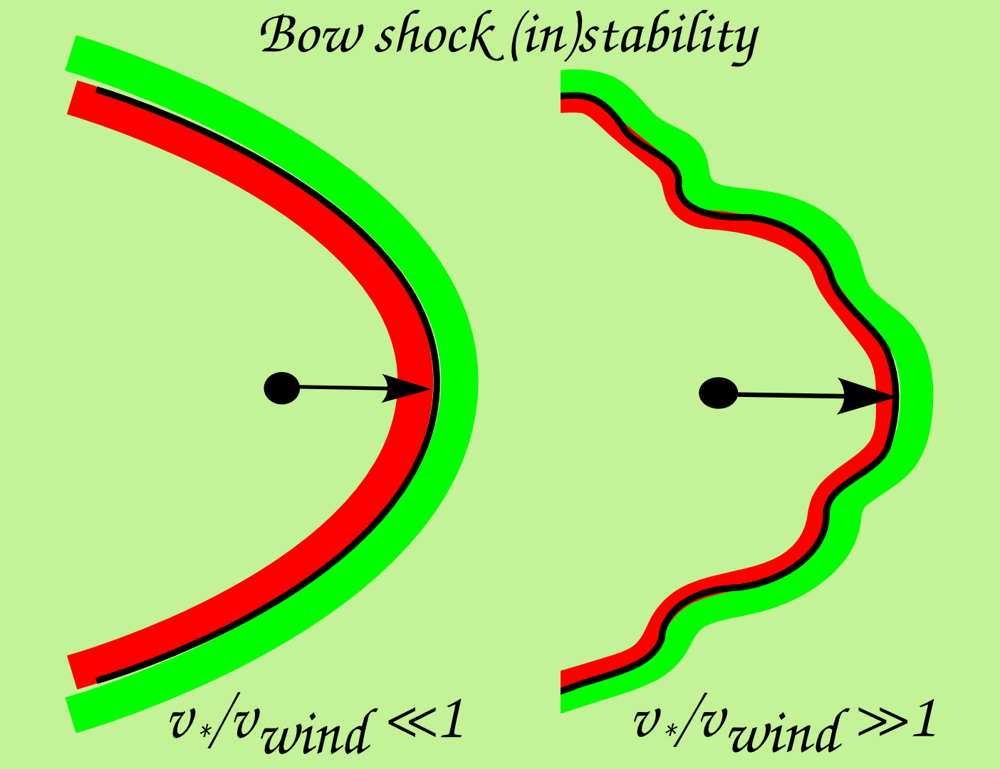 Bow shock (in)stability
v*/vwind ≪1
v*/vwind ≫1